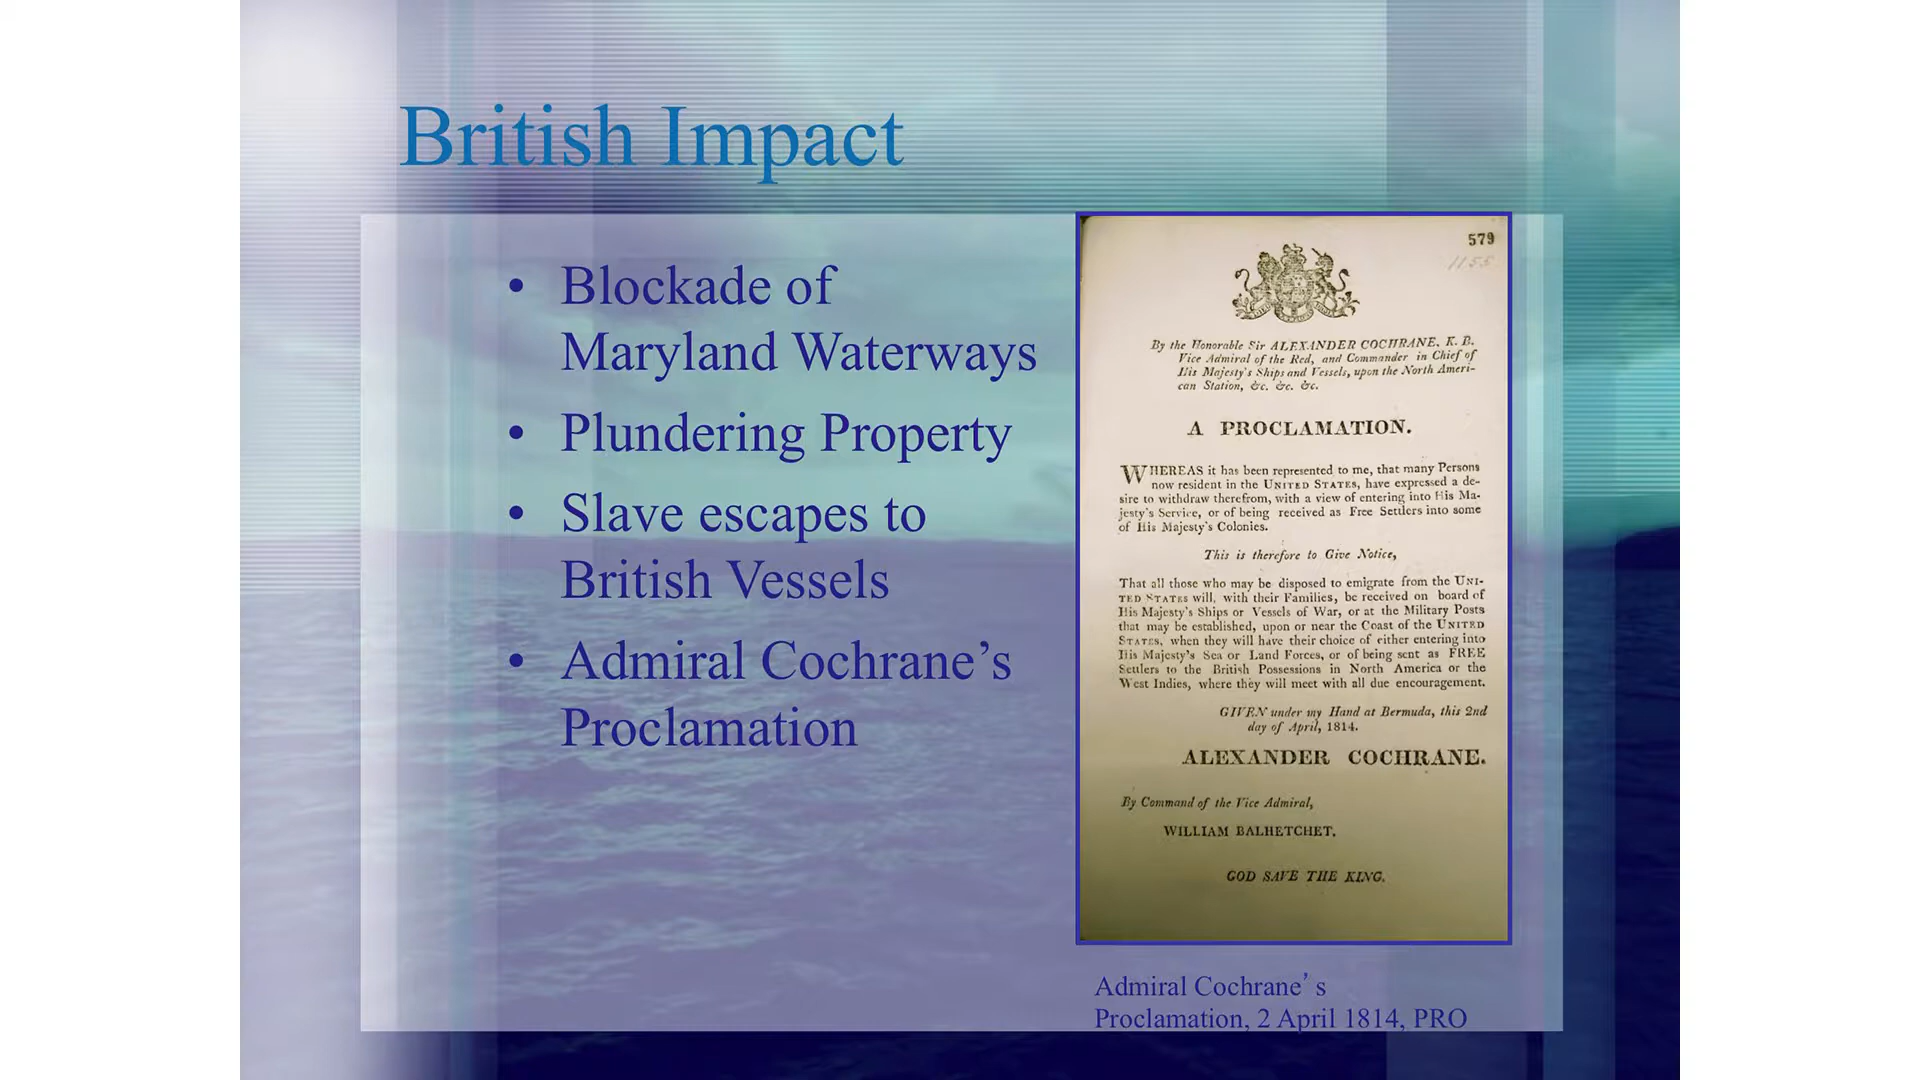 British Impact
• Blockade of
Maryland Waterways
• Plundering Property
• Slave escapes to
British Vessels
• Admiral Cochrane’s
Proclamation
579
1155
By the Honorable Sir ALEXANDER COCHRANE, K. B.
Vice Admiral of the Red, and Commander in Chief of
His Majesty's Ships and Vessels, upon the North Ameri-
can Station, &c. &c. &c.
A PROCLAMATION.
WHEREAS it has been represented to me, that many Persons
now resident in the UNITED STATES, have expressed a de-
sire to withdraw therefrom, with a view of entering into His Ma-
jesty's Service, or of being received as Free Settlers into some
of His Majesty's Colonies.
This is therefore to Give Notice,
That all those who may be disposed to emigrate from the UNI-
TED STATES will, with their Families, be received on board of
His Majesty's Ships or Vessels of War, or at the Military Posts
that may be established, upon or near the Coast of the UNITED
STATES, when they will have their choice of either entering into
His Majesty's Sea or Land Forces, or of being sent as FREE
Settlers to the British Possessions in North America or the
West Indies, where they will meet with all due encouragement.
GIVEN under my Hand at Bermuda, this 2nd
day of April, 1814.
ALEXANDER COCHRANE.
By Command of the Vice Admiral,
WILLIAM BALHETCHET.
GOD SAVE THE KING.
Admiral Cochrane’s
Proclamation, 2 April 1814, PRO